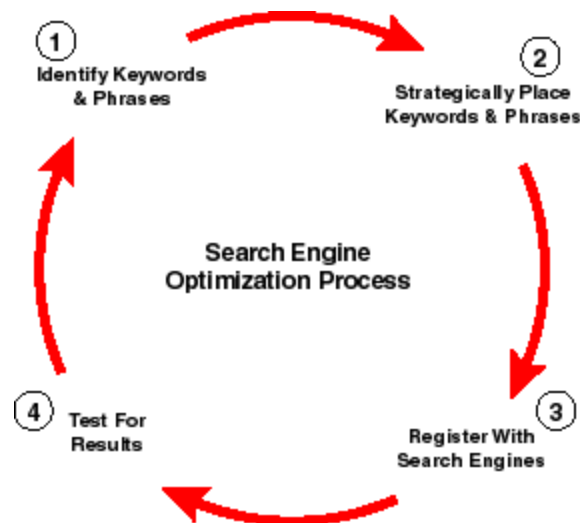 1
Identify Keywords
& Phrases
2
Strategically Place
Keywords & Phrases
Search Engine
Optimization Process
3
Register With
Search Engines
4
Test For
Results